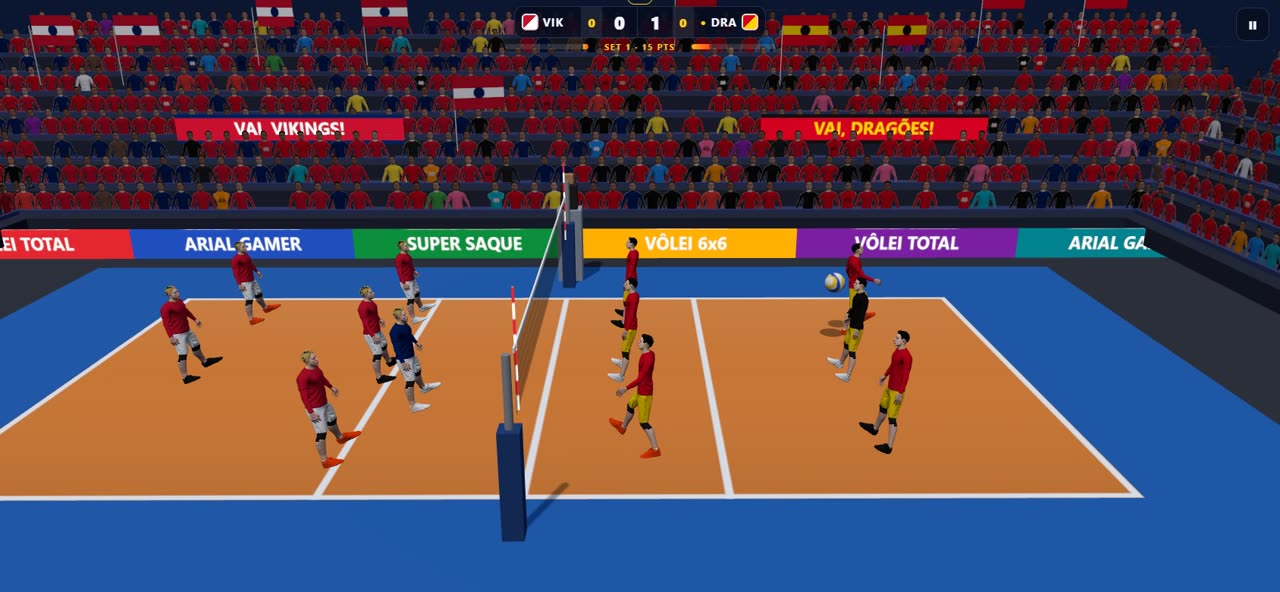 VIK 0 0 1 0 • DRA
SET 1 · 15 PTS
VAI, VIKINGS!
VAI, DRAGÕES!
EI TOTAL
ARIAL GAMER
SUPER SAQUE
VÔLEI 6x6
VÔLEI TOTAL
ARIAL GA